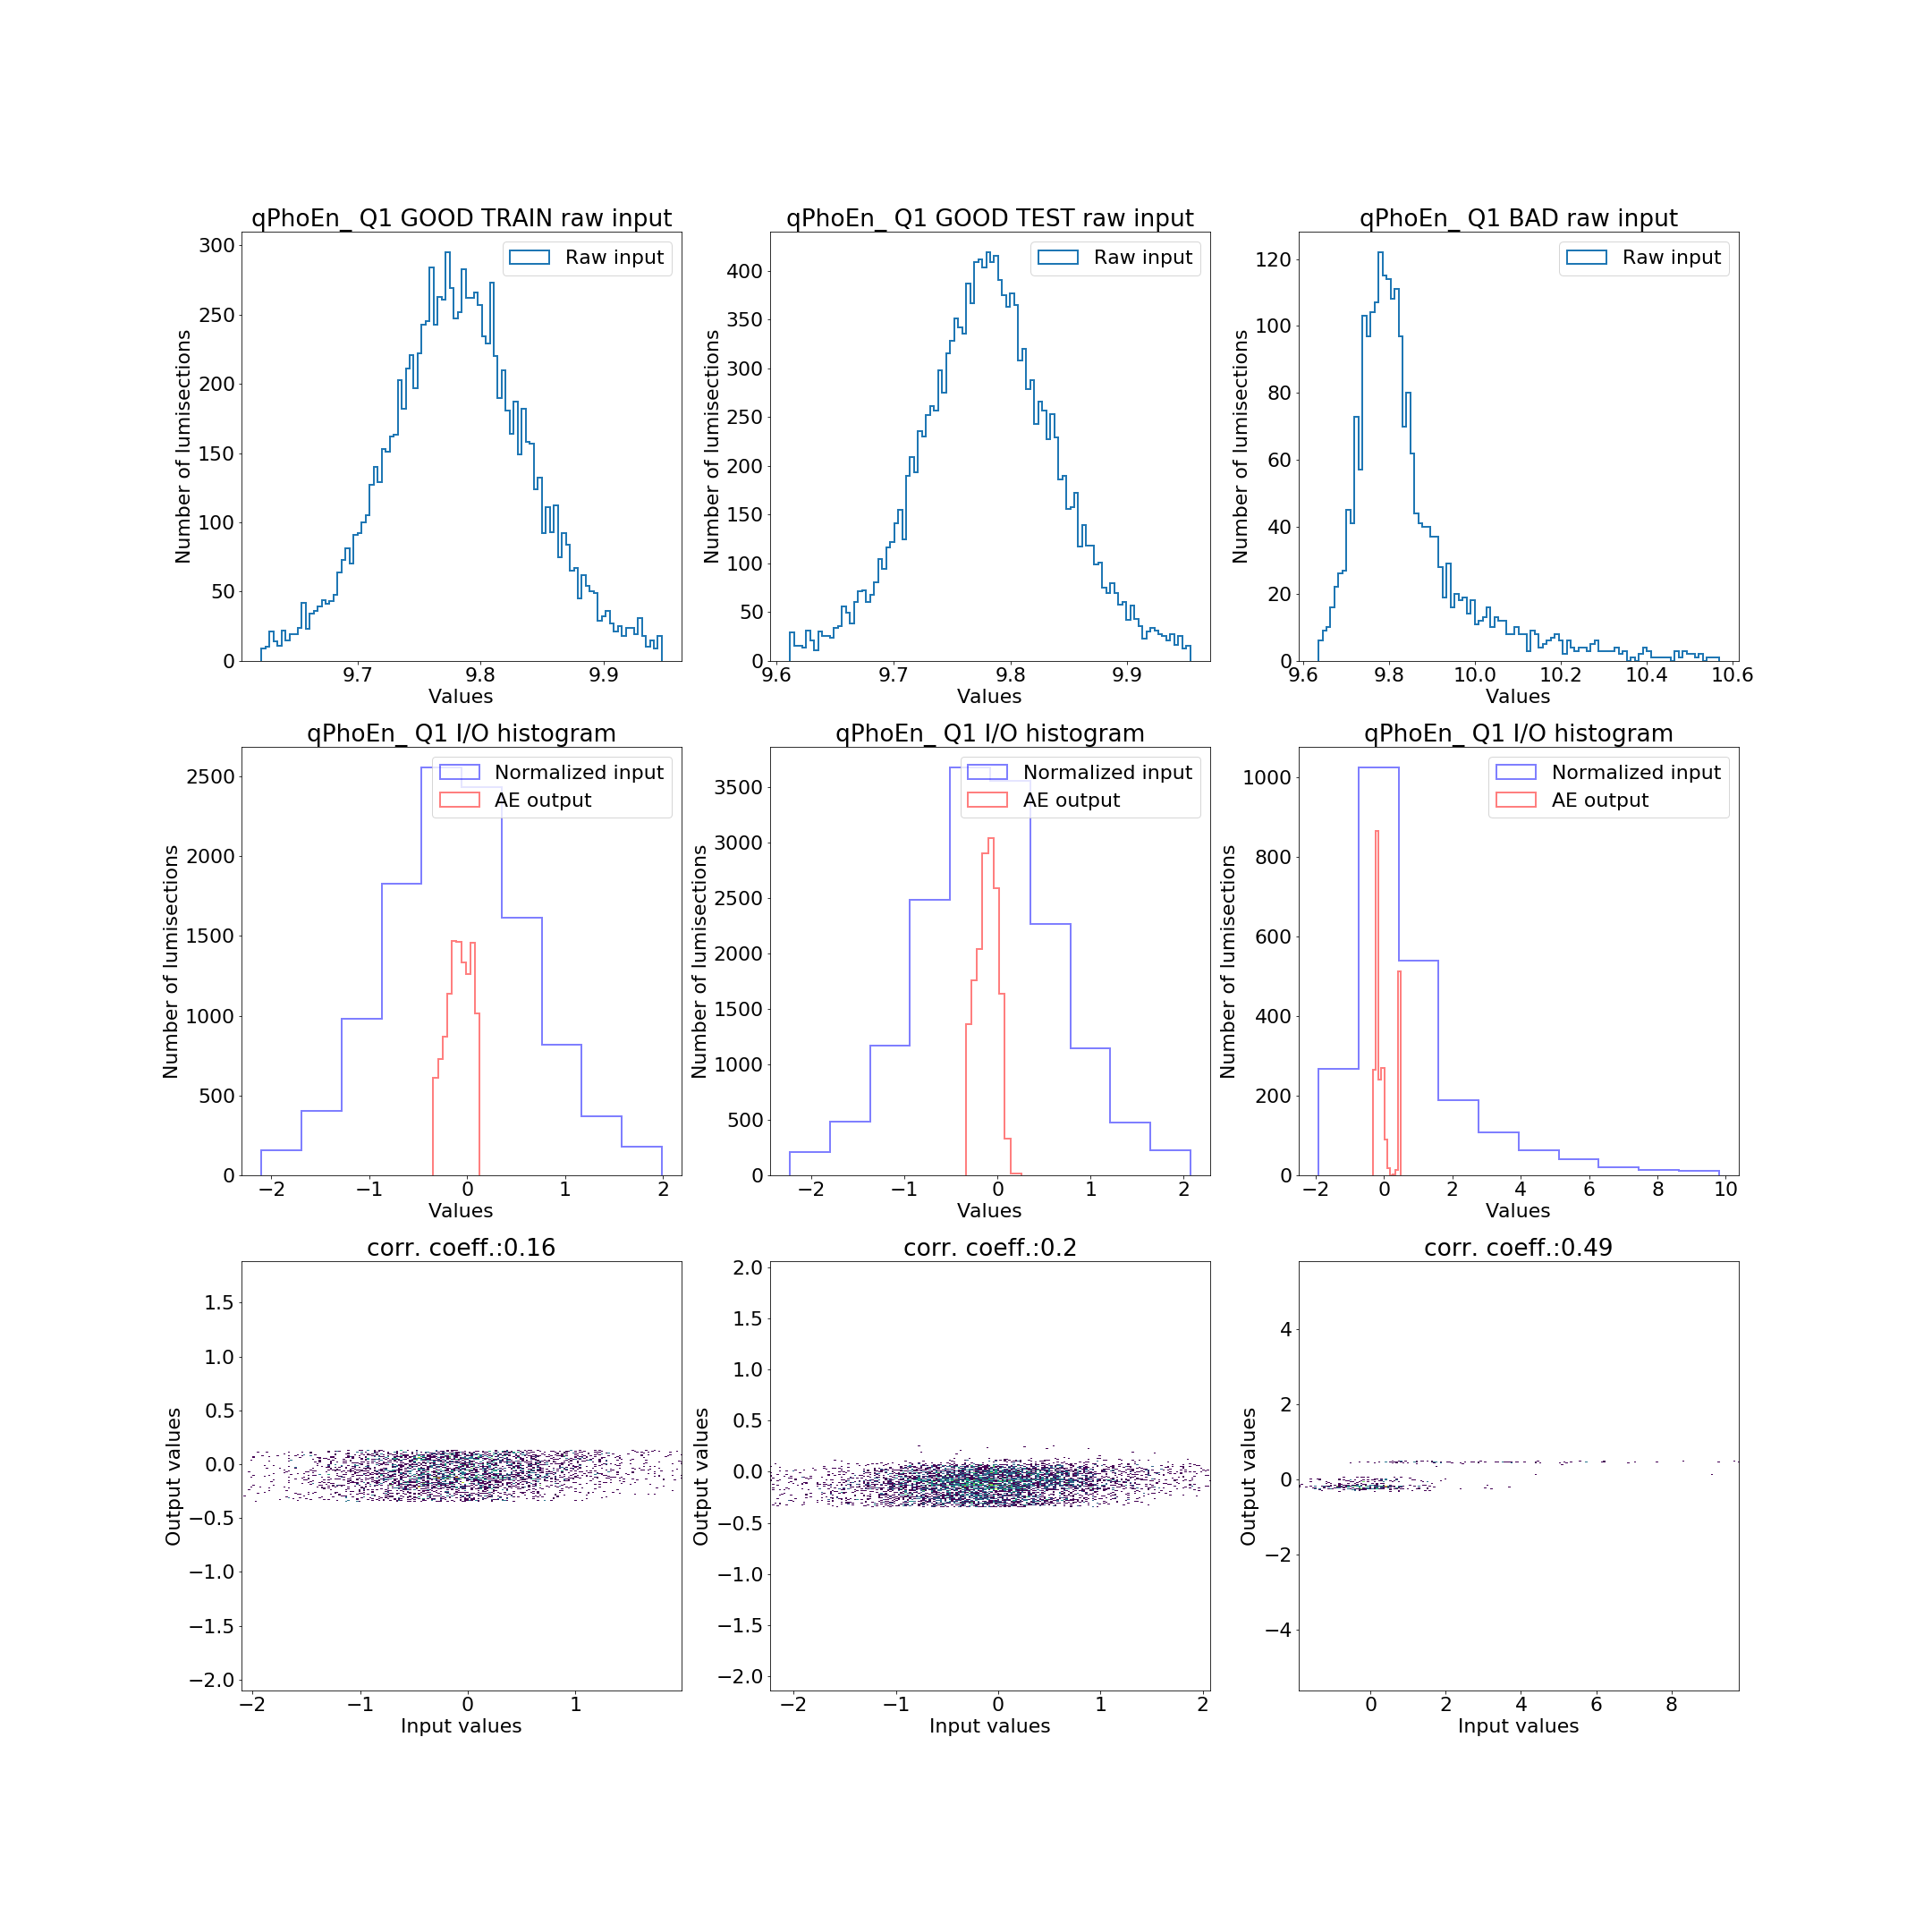 qPhoEn_ Q1 GOOD TRAIN raw input
Raw input
Number of lumisections
300
250
200
150
100
50
0
9.7 9.8 9.9
Values
qPhoEn_ Q1 GOOD TEST raw input
Raw input
Number of lumisections
400
350
300
250
200
150
100
50
0
9.6 9.7 9.8 9.9
Values
qPhoEn_ Q1 BAD raw input
Raw input
Number of lumisections
120
100
80
60
40
20
0
9.6 9.8 10.0 10.2 10.4 10.6
Values
qPhoEn_ Q1 I/O histogram
Normalized input
AE output
Number of lumisections
2500
2000
1500
1000
500
0
−2 −1 0 1 2
Values
qPhoEn_ Q1 I/O histogram
Normalized input
AE output
Number of lumisections
3500
3000
2500
2000
1500
1000
500
0
−2 −1 0 1 2
Values
qPhoEn_ Q1 I/O histogram
Normalized input
AE output
Number of lumisections
1000
800
600
400
200
0
−2 0 2 4 6 8 10
Values
corr. coeff.:0.16
Output values
1.5
1.0
0.5
0.0
−0.5
−1.0
−1.5
−2.0
−2 −1 0 1
Input values
corr. coeff.:0.2
Output values
2.0
1.5
1.0
0.5
0.0
−0.5
−1.0
−1.5
−2.0
−2 −1 0 1 2
Input values
corr. coeff.:0.49
Output values
4
2
0
−2
−4
0 2 4 6 8
Input values